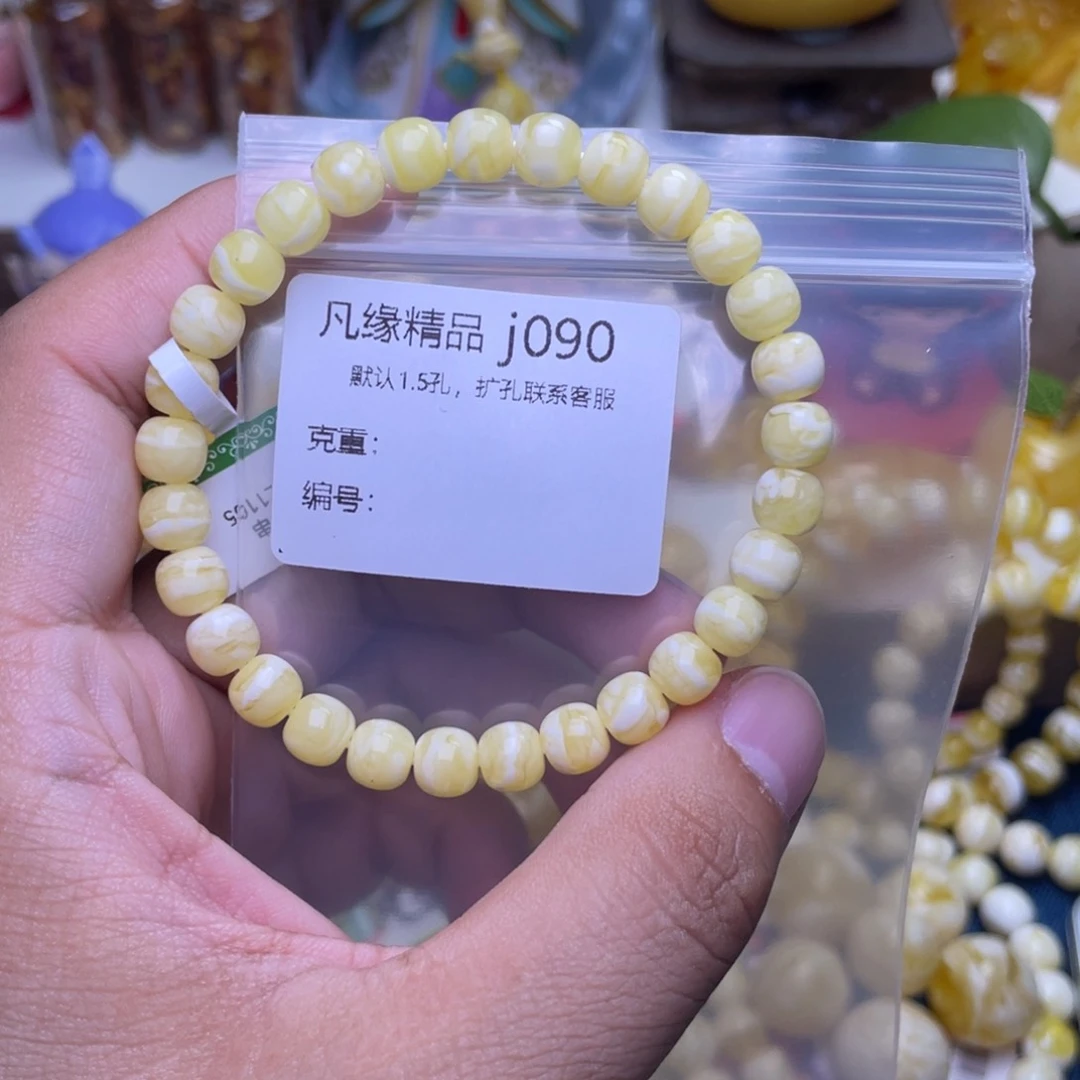 凡缘精品 j090
默认1.5孔，扩孔联系客服
克重：
编号：